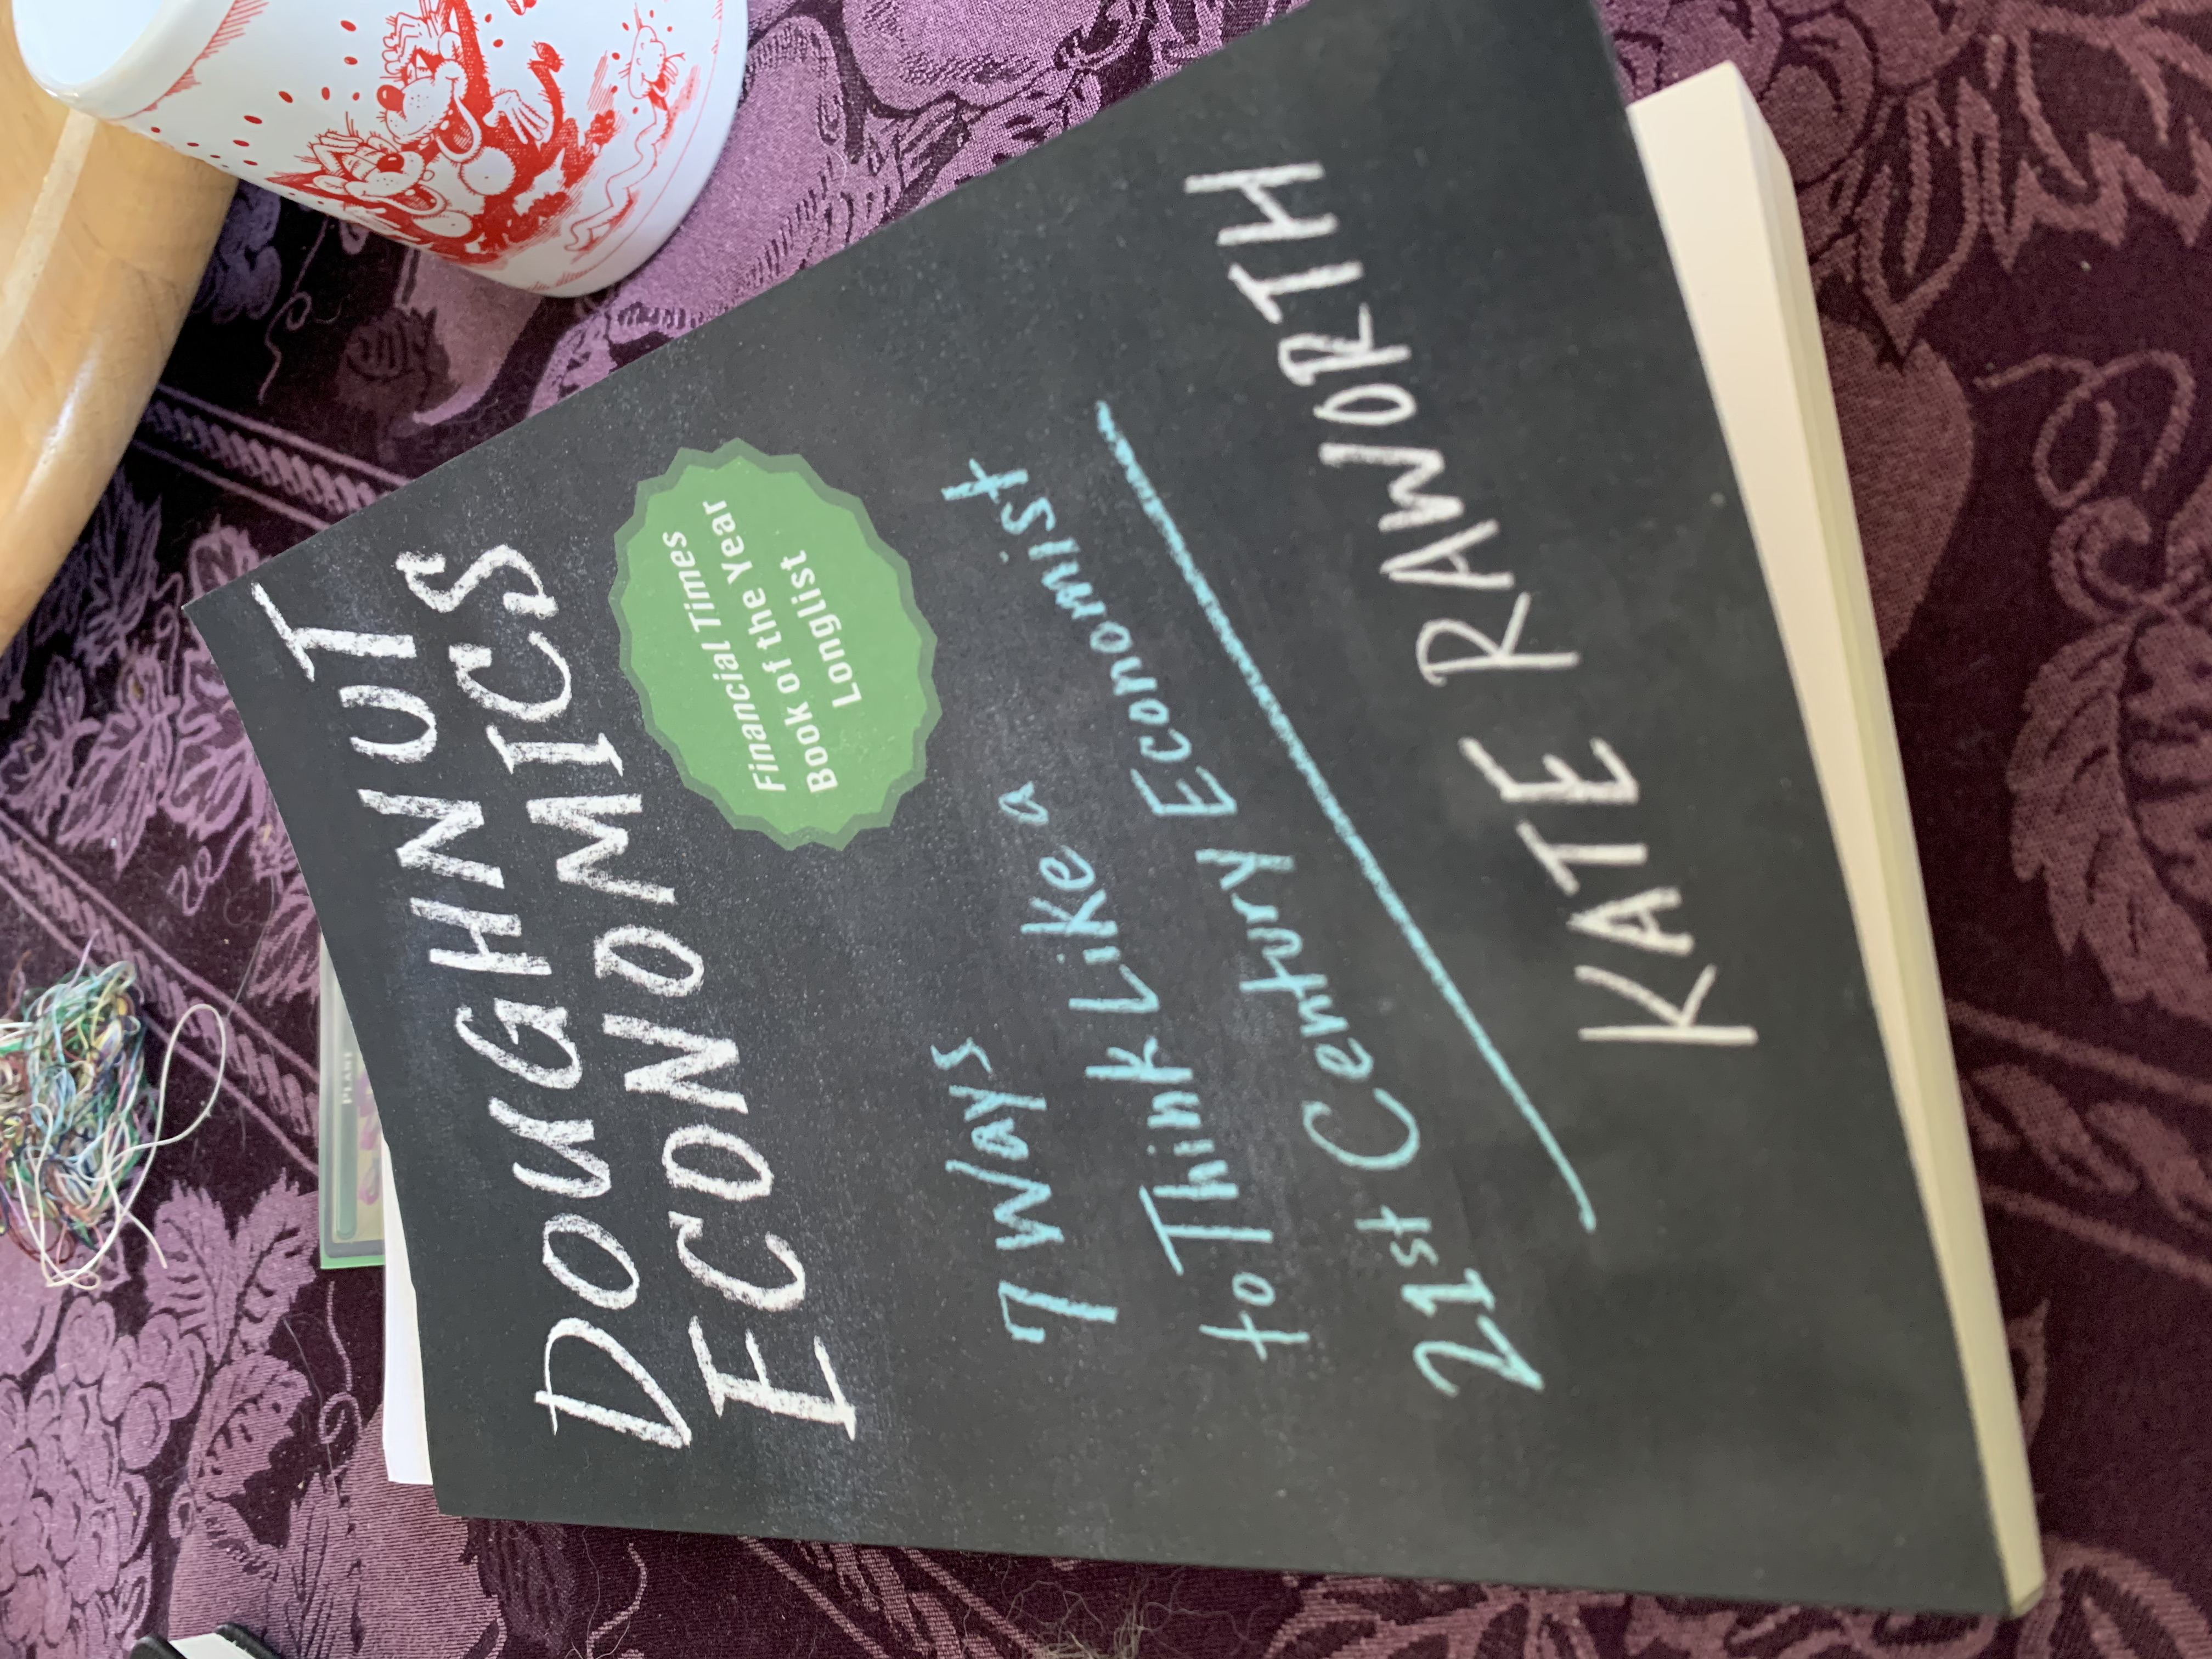 PLANT
DOUGHNUT
ECONOMICS
Financial Times
Book of the Year
Longlist
7 Ways
to Think Like a
21st Century Economist
KATE RAWORTH